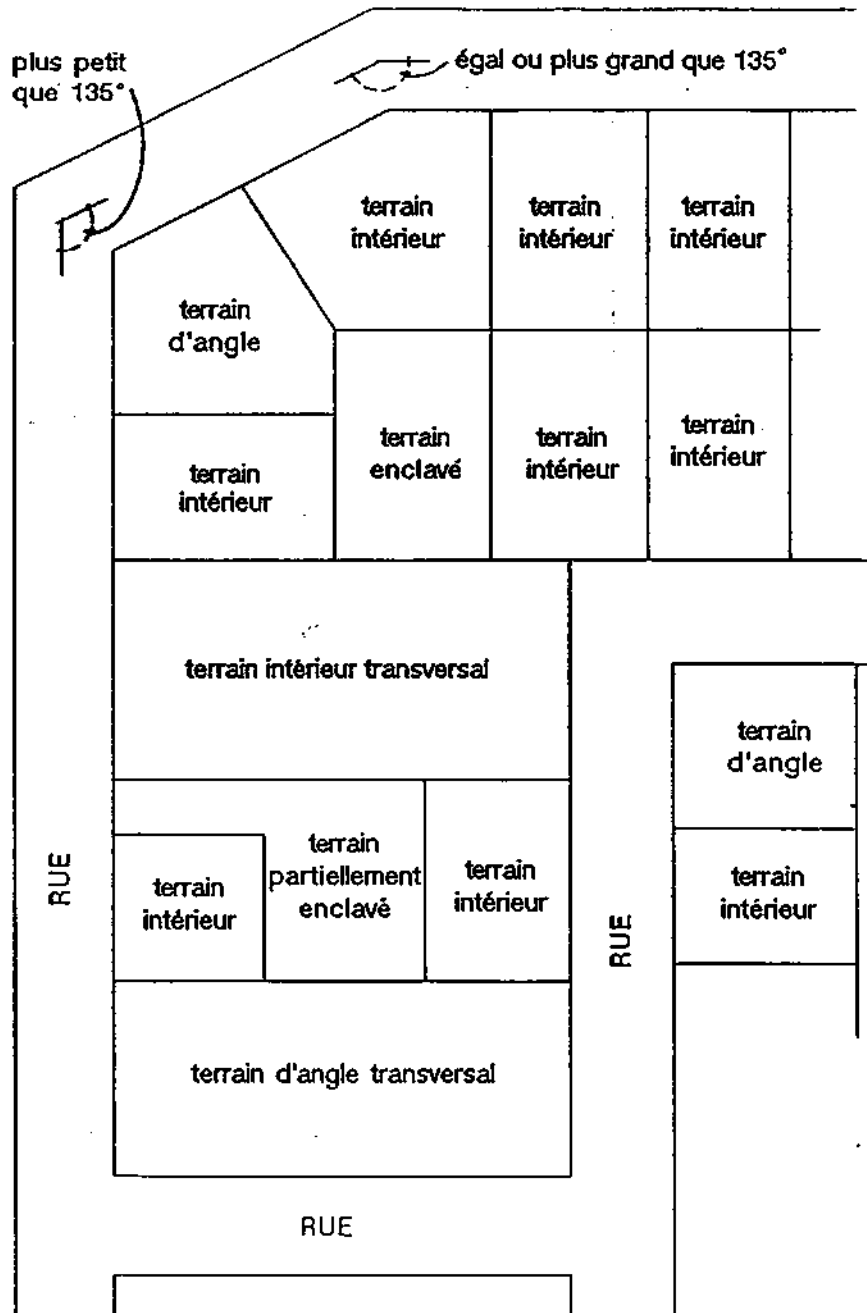 plus petit
que 135°
égal ou plus grand que 135°
terrain
intérieur
terrain
intérieur
terrain
intérieur
terrain
d'angle
terrain
intérieur
terrain
enclavé
terrain
intérieur
terrain
intérieur
terrain intérieur transversal
terrain
d'angle
RUE
terrain
intérieur
terrain
partiellement
enclavé
terrain
intérieur
RUE
terrain
intérieur
terrain d'angle transversal
RUE